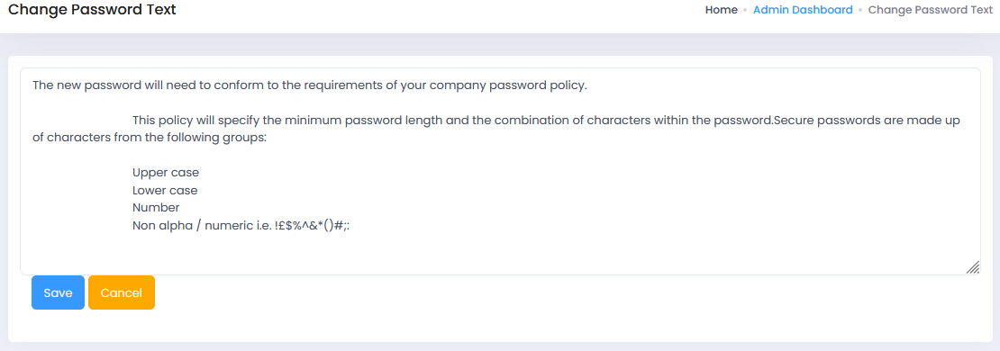 Change Password Text
Home • Admin Dashboard • Change Password Text
The new password will need to conform to the requirements of your company password policy.
This policy will specify the minimum password length and the combination of characters within the password.Secure passwords are made up
of characters from the following groups:
Upper case
Lower case
Number
Non alpha / numeric i.e. !£$%^&*()#;:
Save Cancel